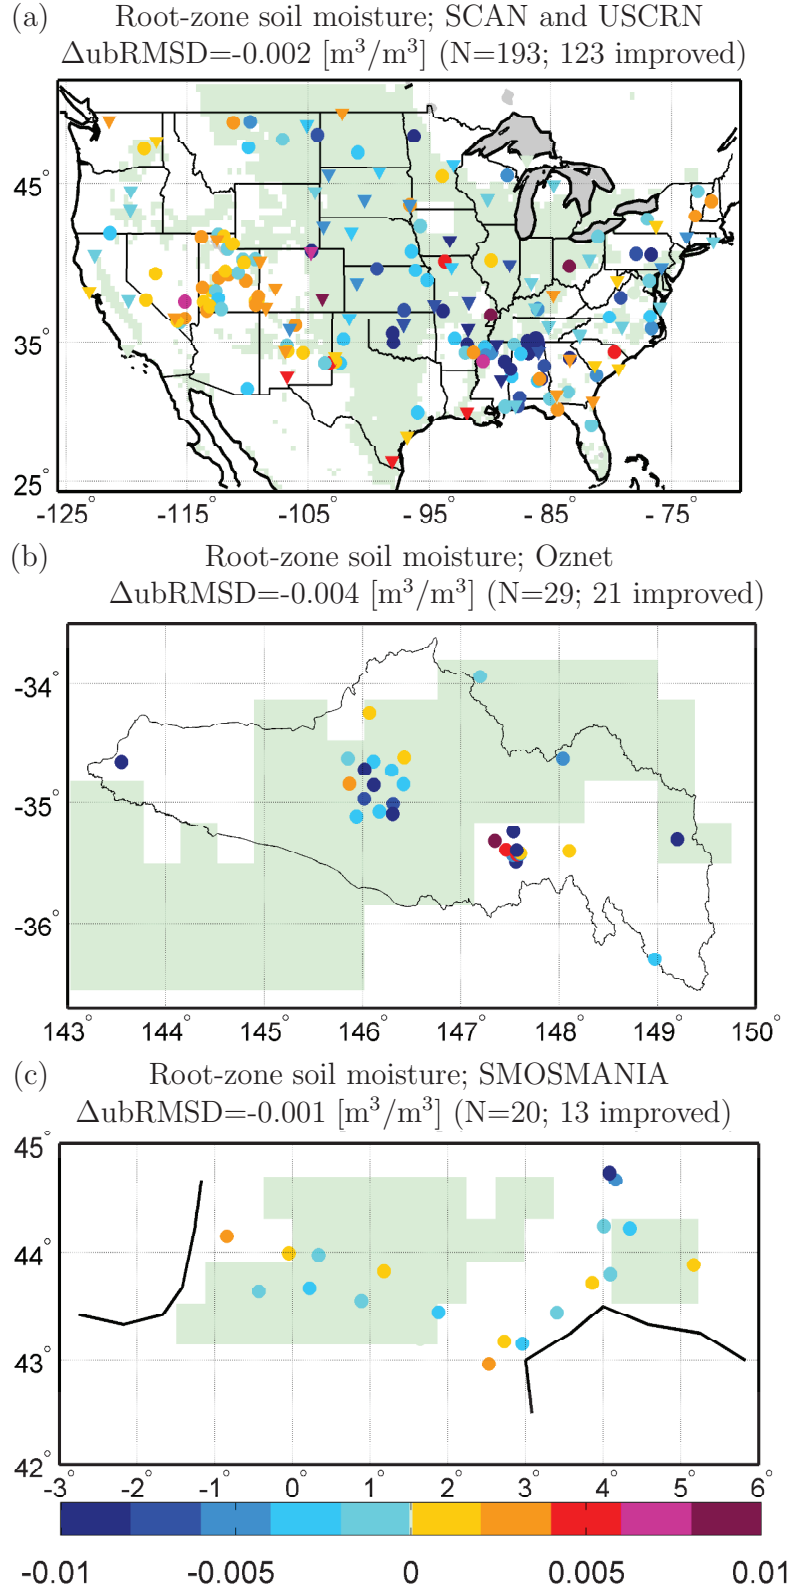 (a) Root-zone soil moisture; SCAN and USCRN
ΔubRMSD=-0.002 [m³/m³] (N=193; 123 improved)
45°
35°
25°
-125° -115° -105° -95° -85° -75°
(b) Root-zone soil moisture; Oznet
ΔubRMSD=-0.004 [m³/m³] (N=29; 21 improved)
-34°
-35°
-36°
143° 144° 145° 146° 147° 148° 149° 150°
(c) Root-zone soil moisture; SMOSMANIA
ΔubRMSD=-0.001 [m³/m³] (N=20; 13 improved)
45°
44°
43°
42°
-3° -2° -1° 0° 1° 2° 3° 4° 5° 6°
-0.01 -0.005 0 0.005 0.01